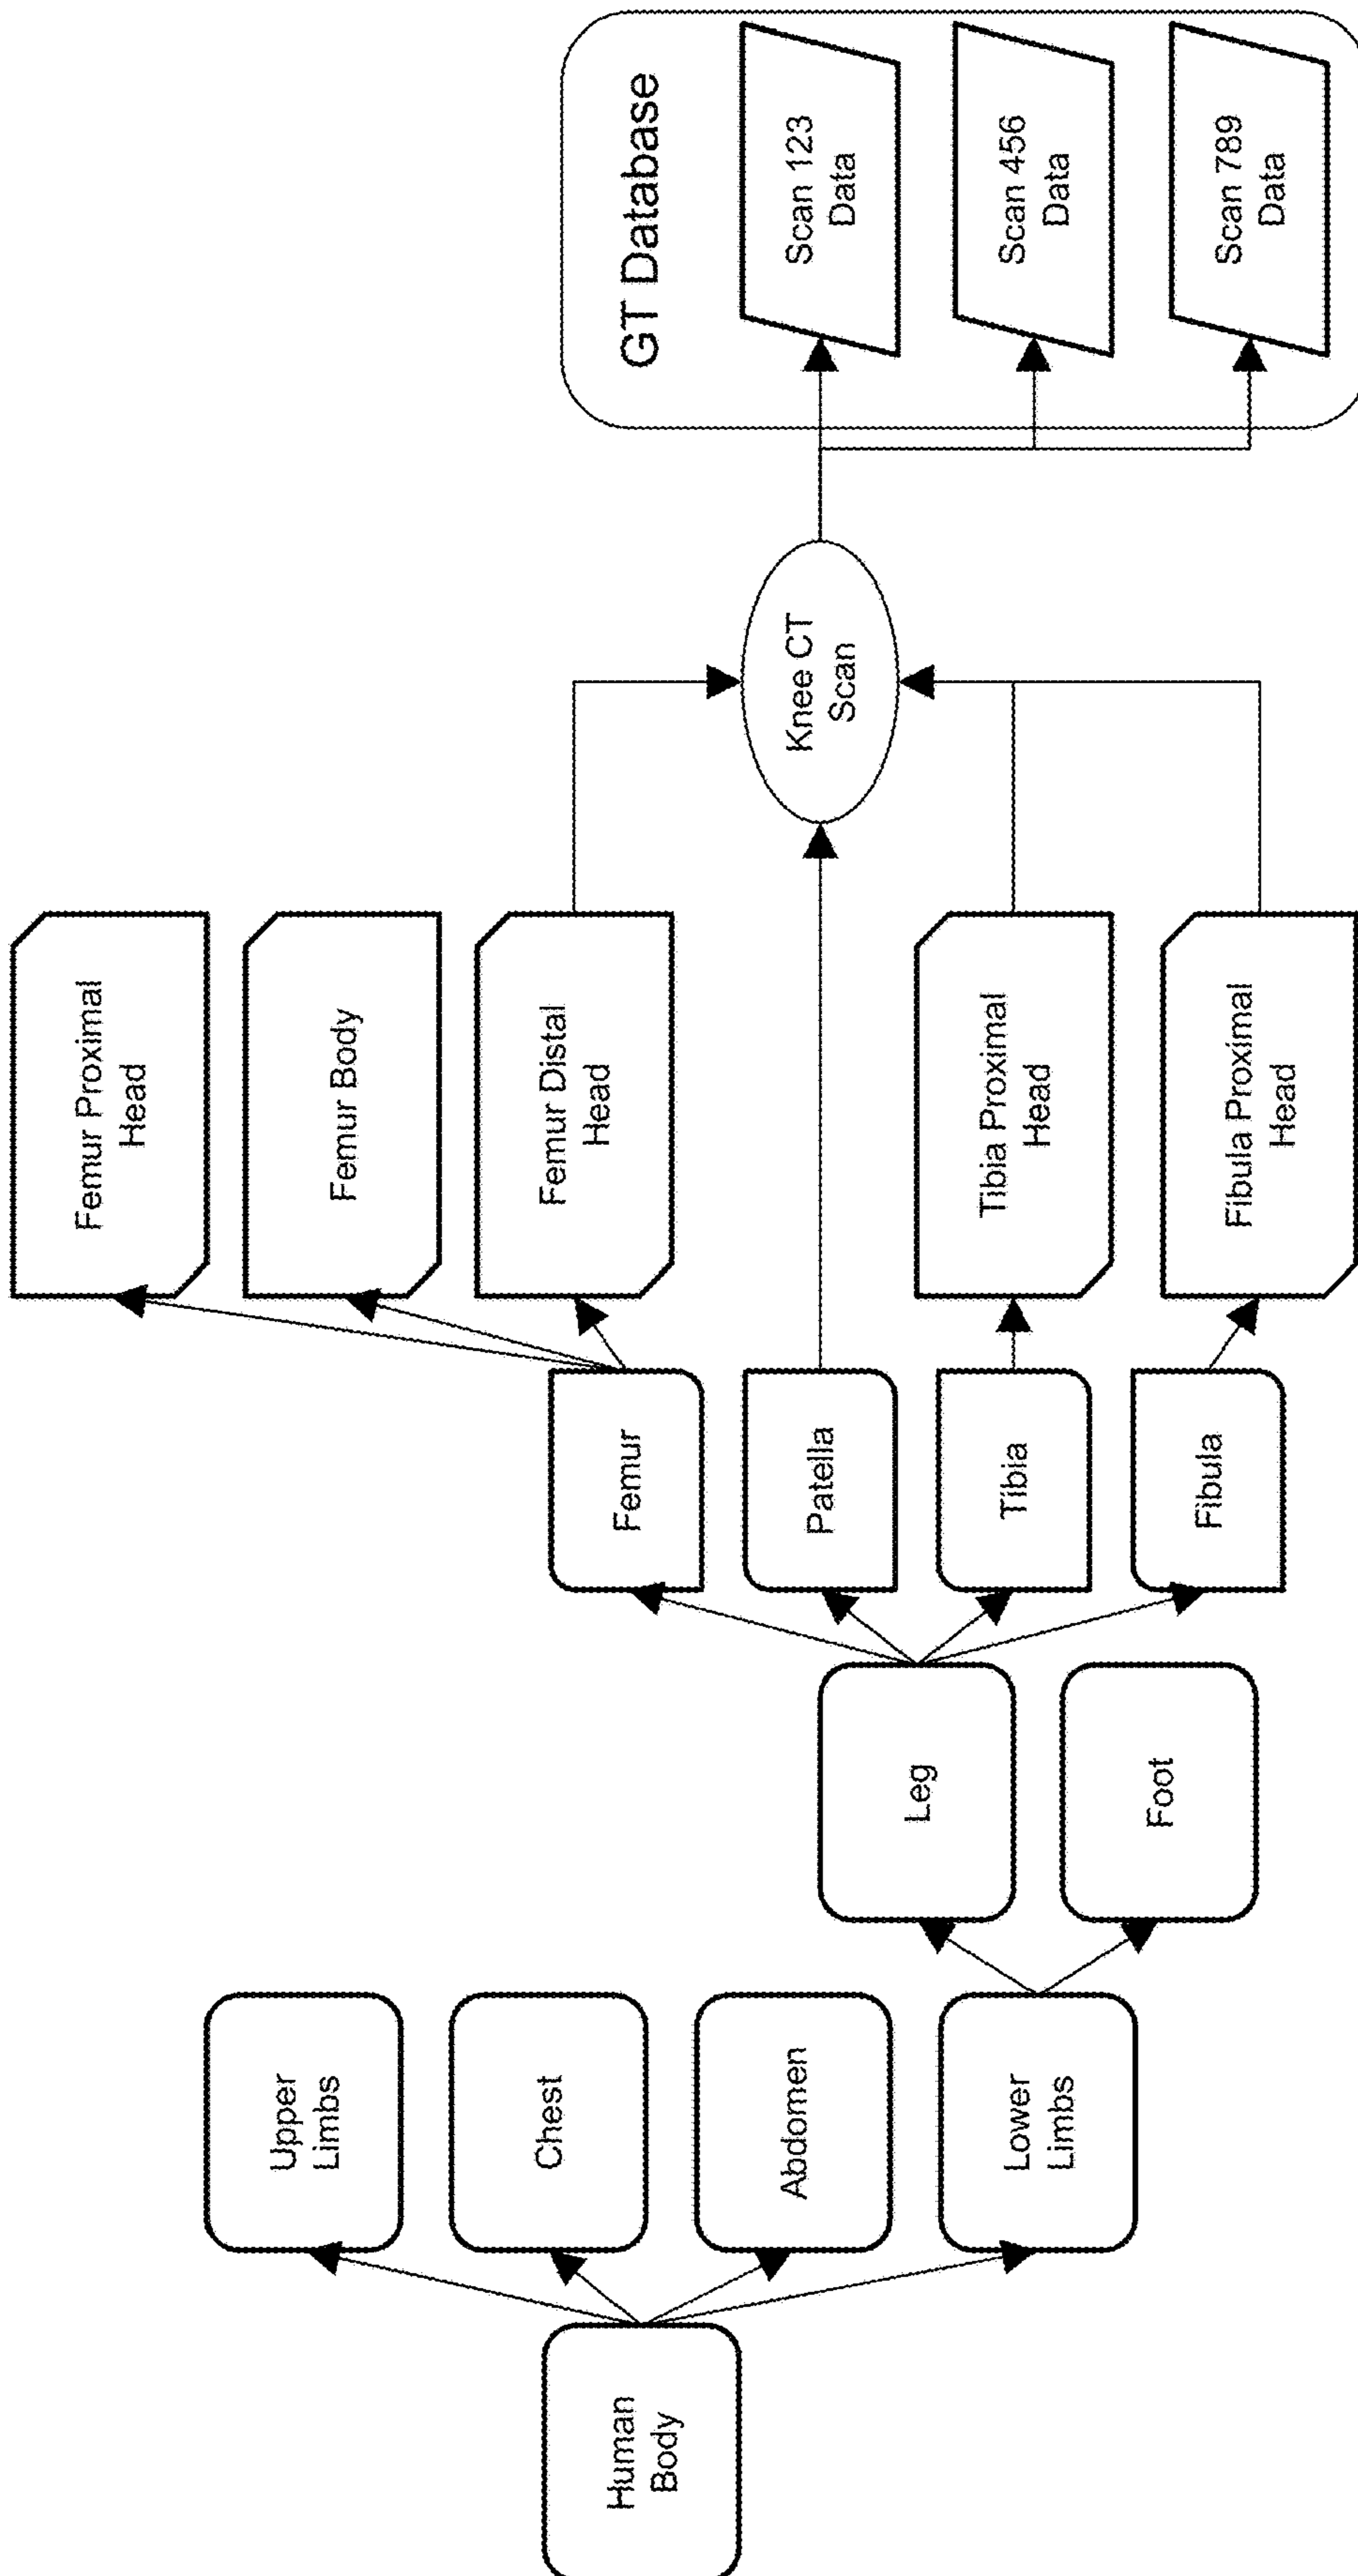 Human
Body
Upper
Limbs
Chest
Abdomen
Lower
Limbs
Leg
Foot
Femur
Patella
Tibia
Fibula
Femur Proximal
Head
Femur Body
Femur Distal
Head
Tibia Proximal
Head
Fibula Proximal
Head
Knee CT
Scan
GT Database
Scan 123
Data
Scan 456
Data
Scan 789
Data